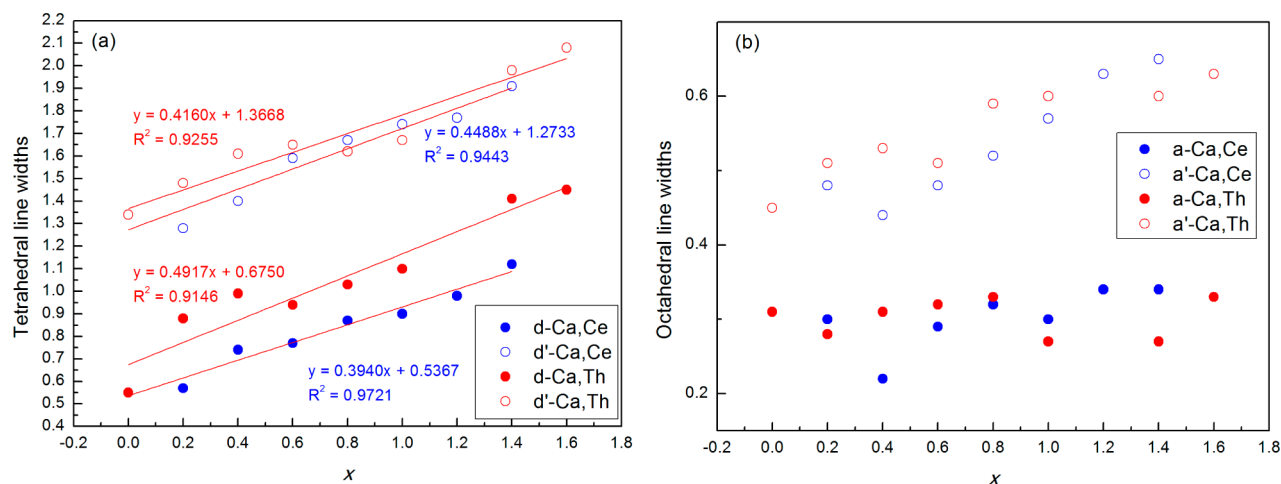 (a)
2.2
2.1
2.0
1.9
1.8
1.7
1.6
1.5
1.4
1.3
1.2
1.1
1.0
0.9
0.8
0.7
0.6
0.5
0.4
Tetrahedral line widths
y = 0.4160x + 1.3668
R² = 0.9255
y = 0.4488x + 1.2733
R² = 0.9443
y = 0.4917x + 0.6750
R² = 0.9146
y = 0.3940x + 0.5367
R² = 0.9721
d-Ca,Ce
d'-Ca,Ce
d-Ca,Th
d'-Ca,Th
-0.2 0.0 0.2 0.4 0.6 0.8 1.0 1.2 1.4 1.6 1.8
x
(b)
0.6
0.4
0.2
Octahedral line widths
a-Ca,Ce
a'-Ca,Ce
a-Ca,Th
a'-Ca,Th
-0.2 0.0 0.2 0.4 0.6 0.8 1.0 1.2 1.4 1.6 1.8
x